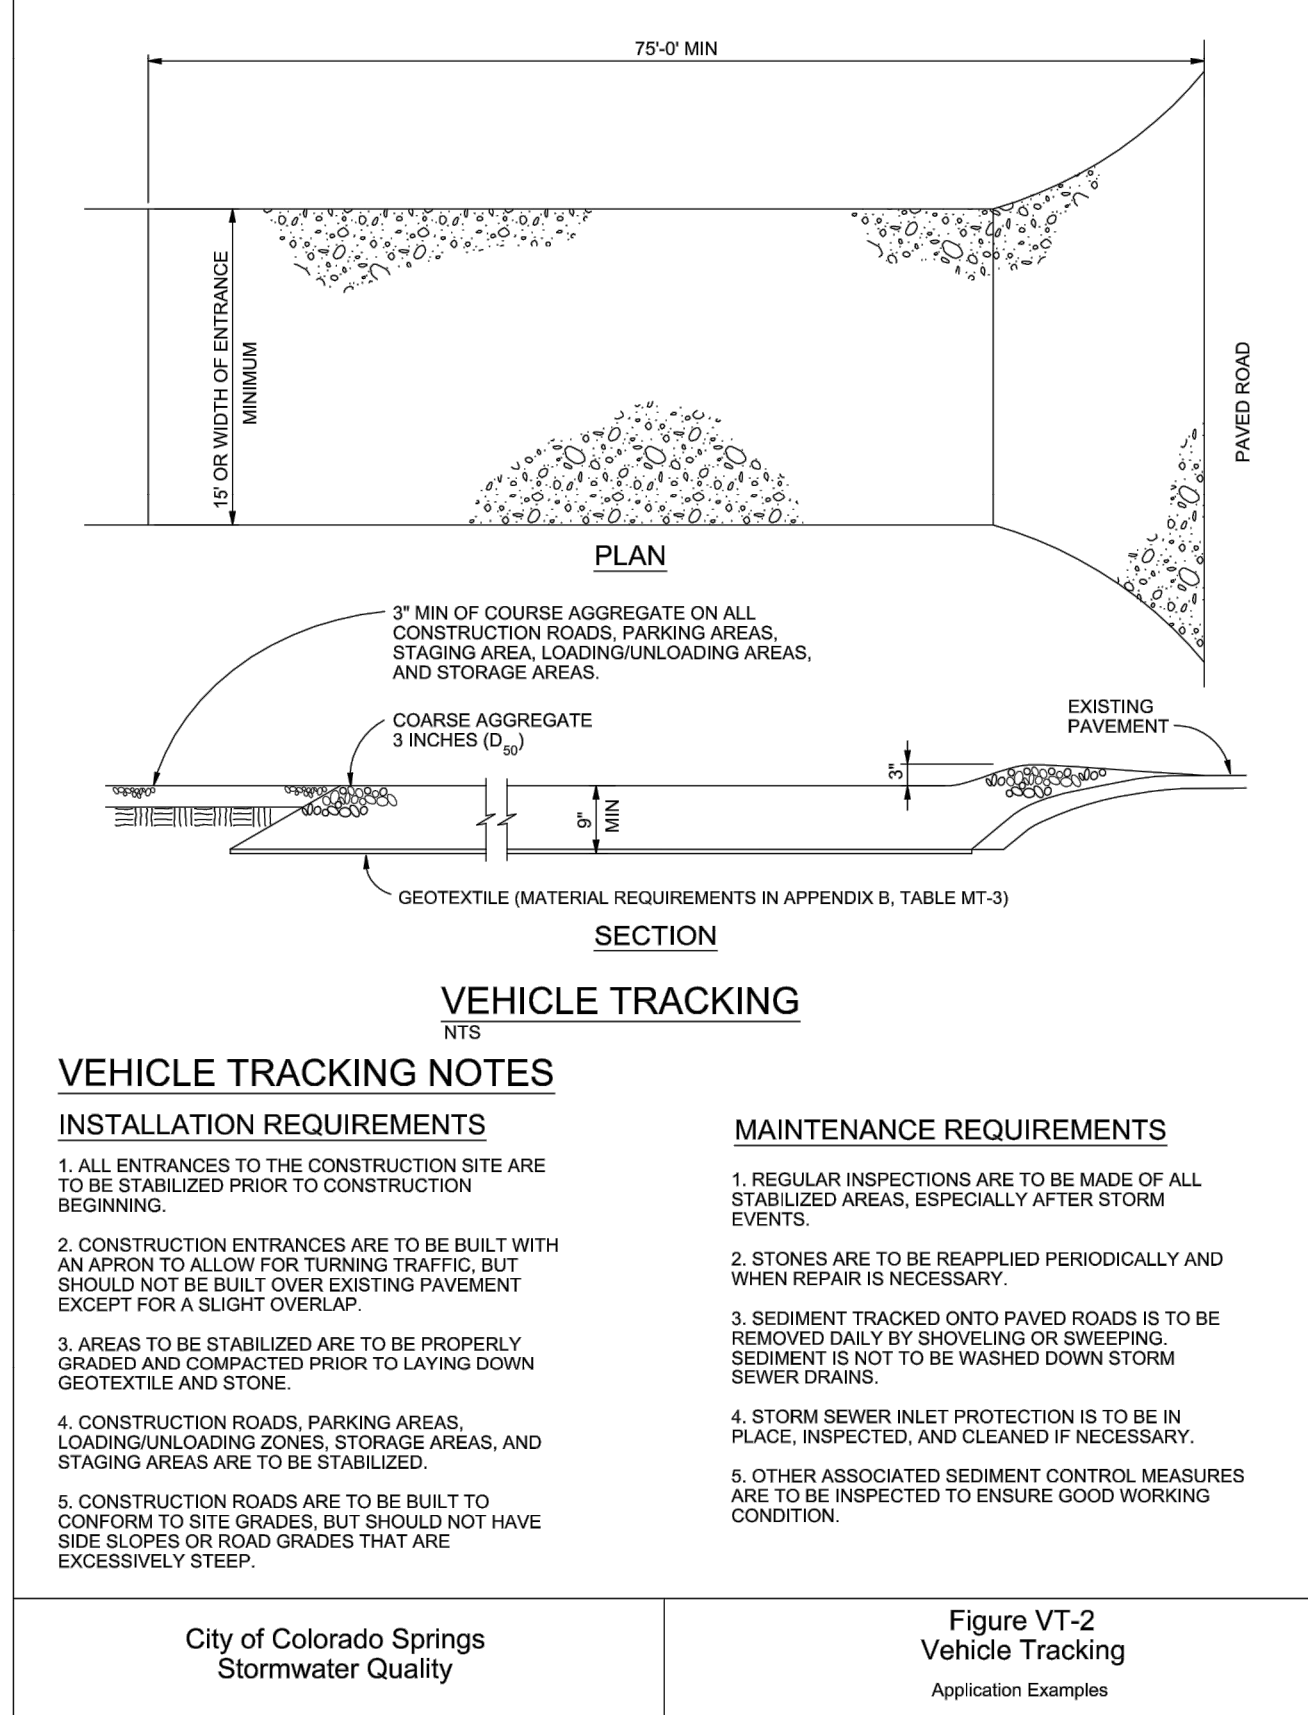 75'-0' MIN
15' OR WIDTH OF ENTRANCE
MINIMUM
PAVED ROAD
PLAN
3" MIN OF COURSE AGGREGATE ON ALL
CONSTRUCTION ROADS, PARKING AREAS,
STAGING AREA, LOADING/UNLOADING AREAS,
AND STORAGE AREAS.
COARSE AGGREGATE
3 INCHES (D50)
EXISTING
PAVEMENT
3"
9"
MIN
GEOTEXTILE (MATERIAL REQUIREMENTS IN APPENDIX B, TABLE MT-3)
SECTION
VEHICLE TRACKING
NTS
VEHICLE TRACKING NOTES
INSTALLATION REQUIREMENTS
1. ALL ENTRANCES TO THE CONSTRUCTION SITE ARE
TO BE STABILIZED PRIOR TO CONSTRUCTION
BEGINNING.
2. CONSTRUCTION ENTRANCES ARE TO BE BUILT WITH
AN APRON TO ALLOW FOR TURNING TRAFFIC, BUT
SHOULD NOT BE BUILT OVER EXISTING PAVEMENT
EXCEPT FOR A SLIGHT OVERLAP.
3. AREAS TO BE STABILIZED ARE TO BE PROPERLY
GRADED AND COMPACTED PRIOR TO LAYING DOWN
GEOTEXTILE AND STONE.
4. CONSTRUCTION ROADS, PARKING AREAS,
LOADING/UNLOADING ZONES, STORAGE AREAS, AND
STAGING AREAS ARE TO BE STABILIZED.
5. CONSTRUCTION ROADS ARE TO BE BUILT TO
CONFORM TO SITE GRADES, BUT SHOULD NOT HAVE
SIDE SLOPES OR ROAD GRADES THAT ARE
EXCESSIVELY STEEP.
MAINTENANCE REQUIREMENTS
1. REGULAR INSPECTIONS ARE TO BE MADE OF ALL
STABILIZED AREAS, ESPECIALLY AFTER STORM
EVENTS.
2. STONES ARE TO BE REAPPLIED PERIODICALLY AND
WHEN REPAIR IS NECESSARY.
3. SEDIMENT TRACKED ONTO PAVED ROADS IS TO BE
REMOVED DAILY BY SHOVELING OR SWEEPING.
SEDIMENT IS NOT TO BE WASHED DOWN STORM
SEWER DRAINS.
4. STORM SEWER INLET PROTECTION IS TO BE IN
PLACE, INSPECTED, AND CLEANED IF NECESSARY.
5. OTHER ASSOCIATED SEDIMENT CONTROL MEASURES
ARE TO BE INSPECTED TO ENSURE GOOD WORKING
CONDITION.
City of Colorado Springs
Stormwater Quality
Figure VT-2
Vehicle Tracking
Application Examples